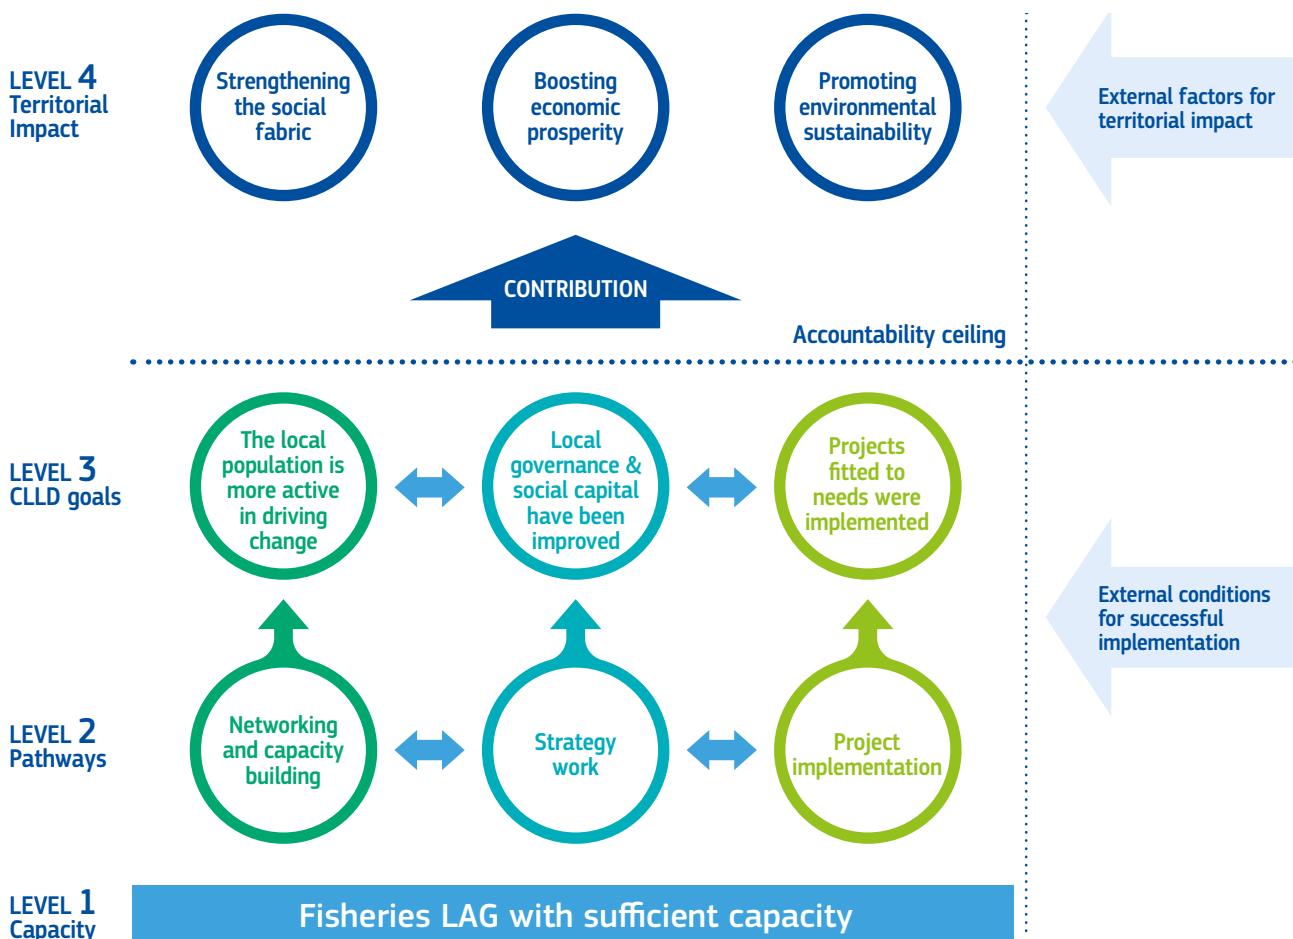 LEVEL 4
Territorial
Impact
Strengthening
the social
fabric
Boosting
economic
prosperity
Promoting
environmental
sustainability
External factors for
territorial impact
CONTRIBUTION
Accountability ceiling
LEVEL 3
CLLD goals
The local
population is
more active
in driving
change
Local
governance &
social capital
have been
improved
Projects
fitted to
needs were
implemented
External conditions
for successful
implementation
LEVEL 2
Pathways
Networking
and capacity
building
Strategy
work
Project
implementation
LEVEL 1
Capacity
Fisheries LAG with sufficient capacity